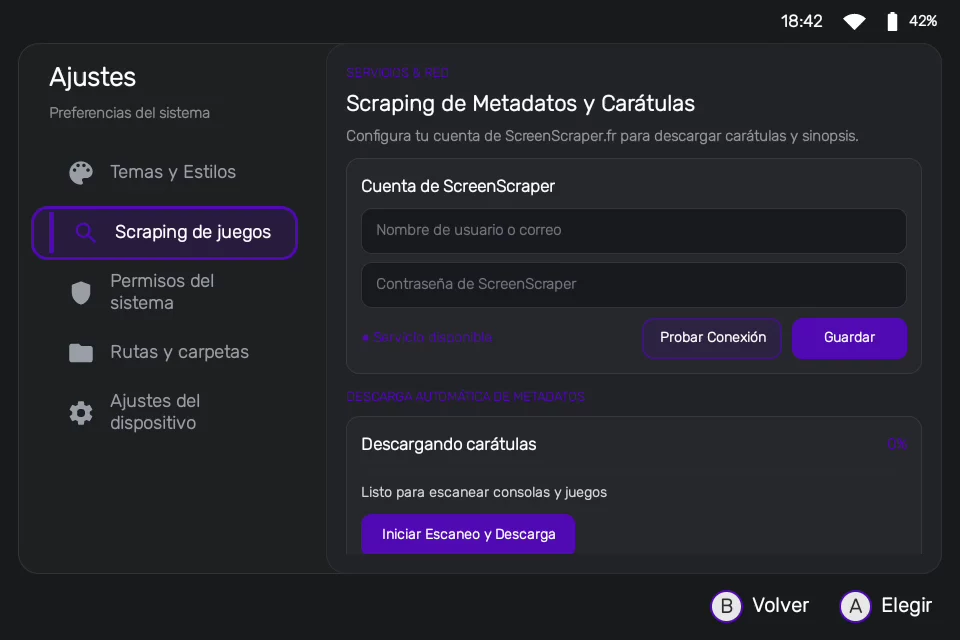 18:42
42%
Ajustes
Preferencias del sistema
Temas y Estilos
Scraping de juegos
Permisos del
sistema
Rutas y carpetas
Ajustes del
dispositivo
SERVICIOS & RED
Scraping de Metadatos y Carátulas
Configura tu cuenta de ScreenScraper.fr para descargar carátulas y sinopsis.
Cuenta de ScreenScraper
Nombre de usuario o correo
Contraseña de ScreenScraper
• Servicio disponible
Probar Conexión
Guardar
DESCARGA AUTOMÁTICA DE METADATOS
Descargando carátulas
0%
Listo para escanear consolas y juegos
Iniciar Escaneo y Descarga
B Volver
A Elegir